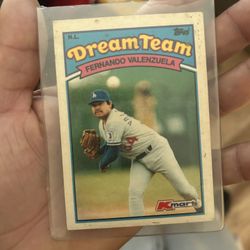 N.L.
Topps
Dream Team
FERNANDO VALENZUELA
Kmart